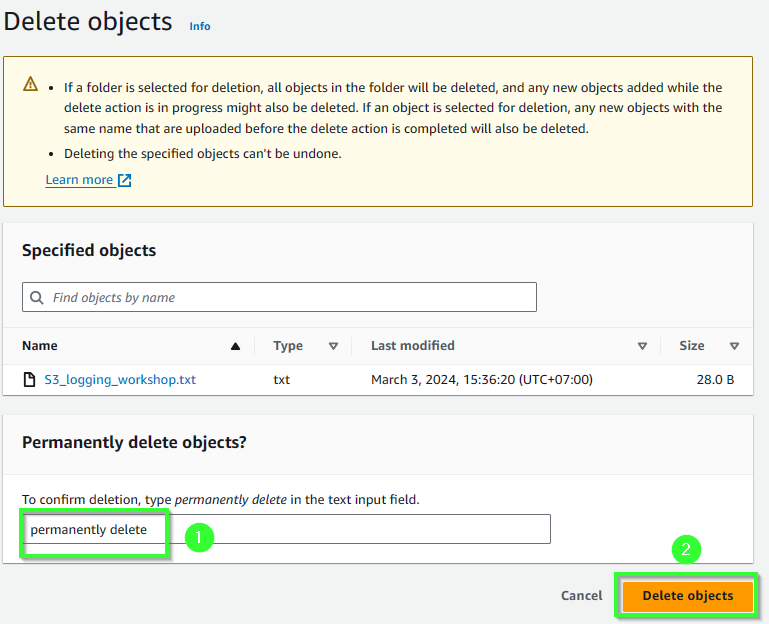 Delete objects Info
If a folder is selected for deletion, all objects in the folder will be deleted, and any new objects added while the
delete action is in progress might also be deleted. If an object is selected for deletion, any new objects with the
same name that are uploaded before the delete action is completed will also be deleted.
Deleting the specified objects can't be undone.
Learn more
Specified objects
Find objects by name
Name Type Last modified Size
S3_logging_workshop.txt txt March 3, 2024, 15:36:20 (UTC+07:00) 28.0 B
Permanently delete objects?
To confirm deletion, type permanently delete in the text input field.
permanently delete 1
2
Cancel Delete objects